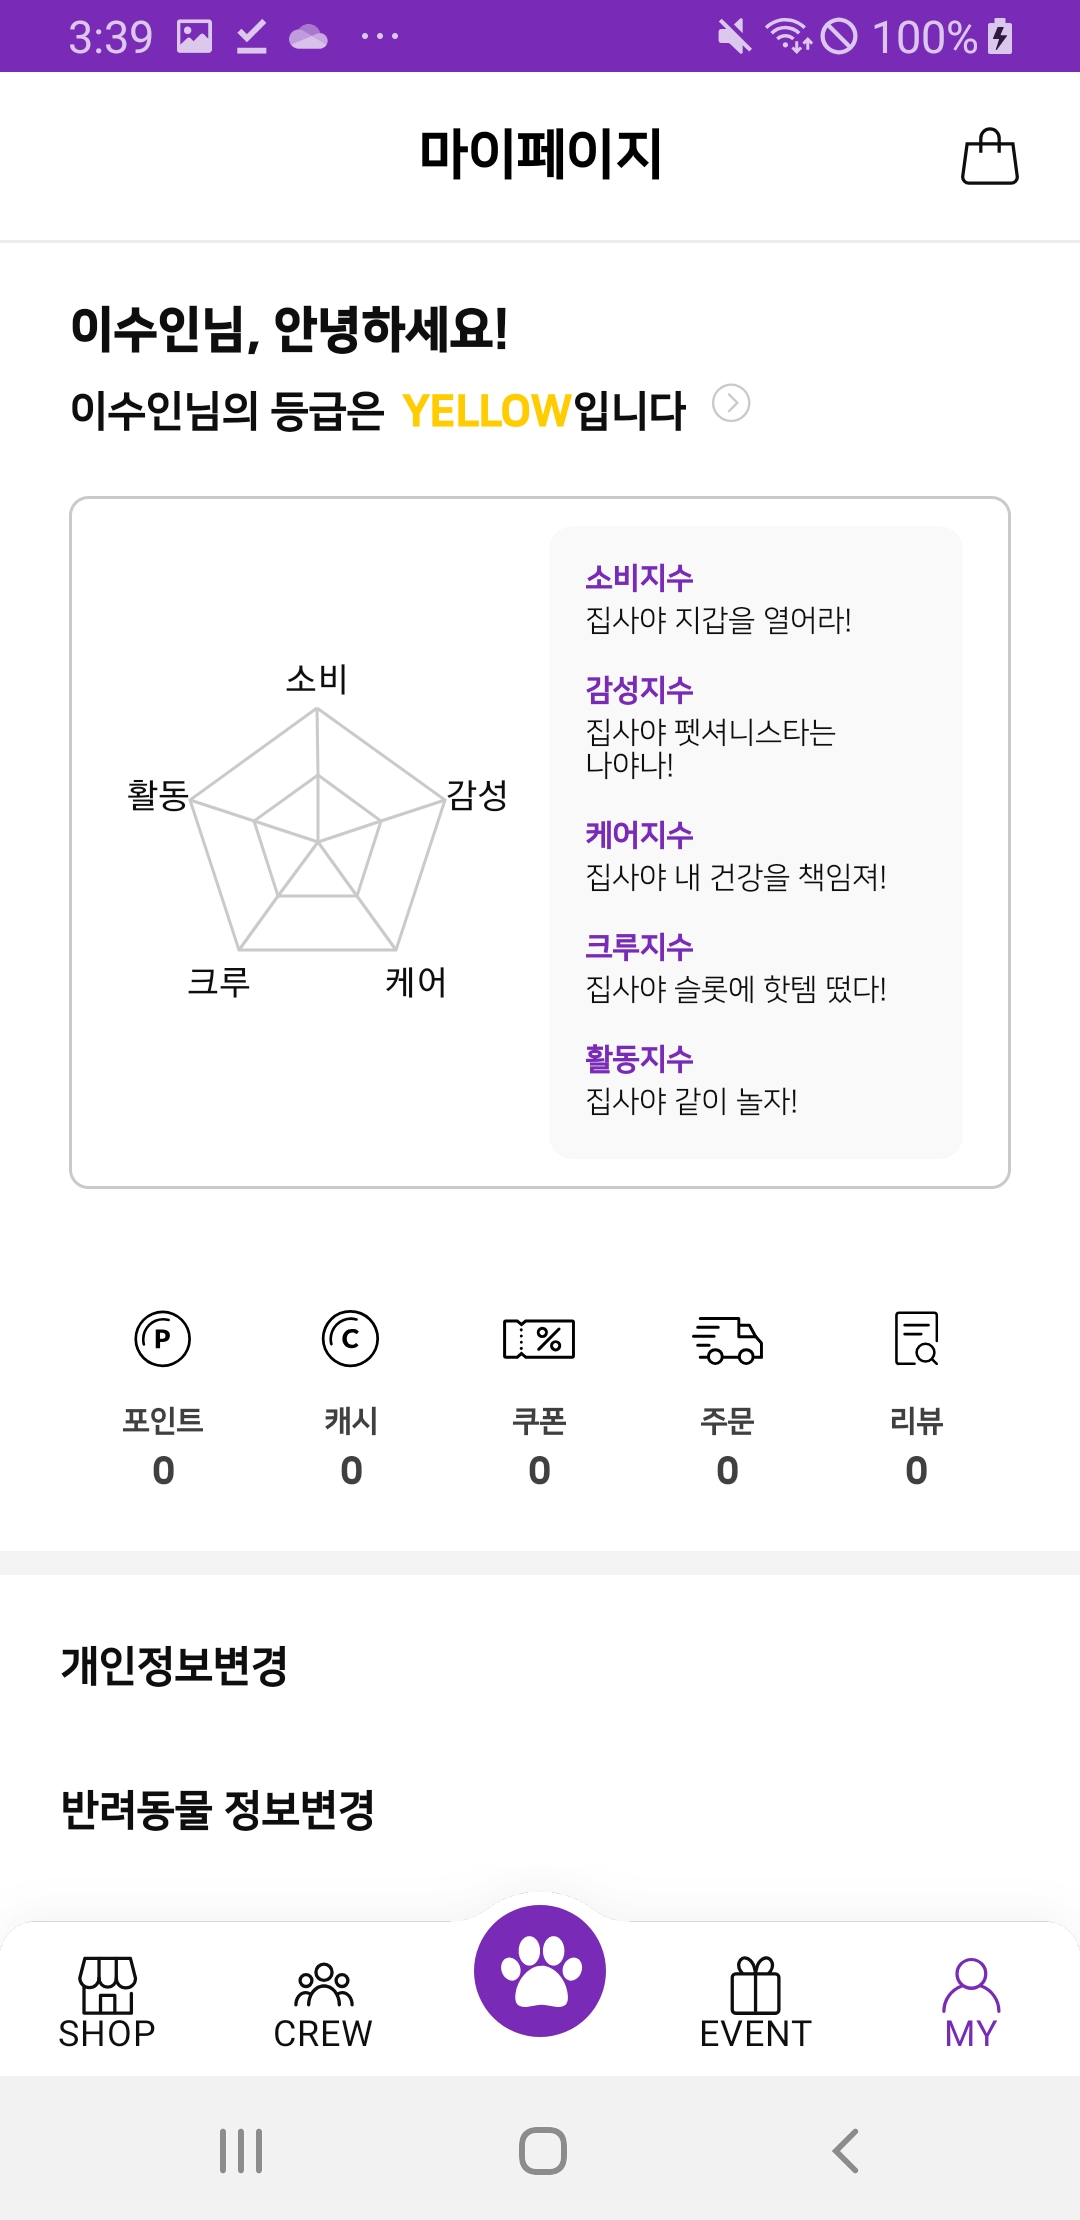 3:39
100%
마이페이지
이수인님, 안녕하세요!
이수인님의 등급은 YELLOW입니다
소비
감성
케어
크루
활동
소비지수
집사야 지갑을 열어라!
감성지수
집사야 펫셔니스타는
나야나!
케어지수
집사야 내 건강을 책임져!
크루지수
집사야 슬롯에 핫템 떴다!
활동지수
집사야 같이 놀자!
P
C
%
포인트
캐시
쿠폰
주문
리뷰
0
0
0
0
0
개인정보변경
반려동물 정보변경
SHOP
CREW
EVENT
MY